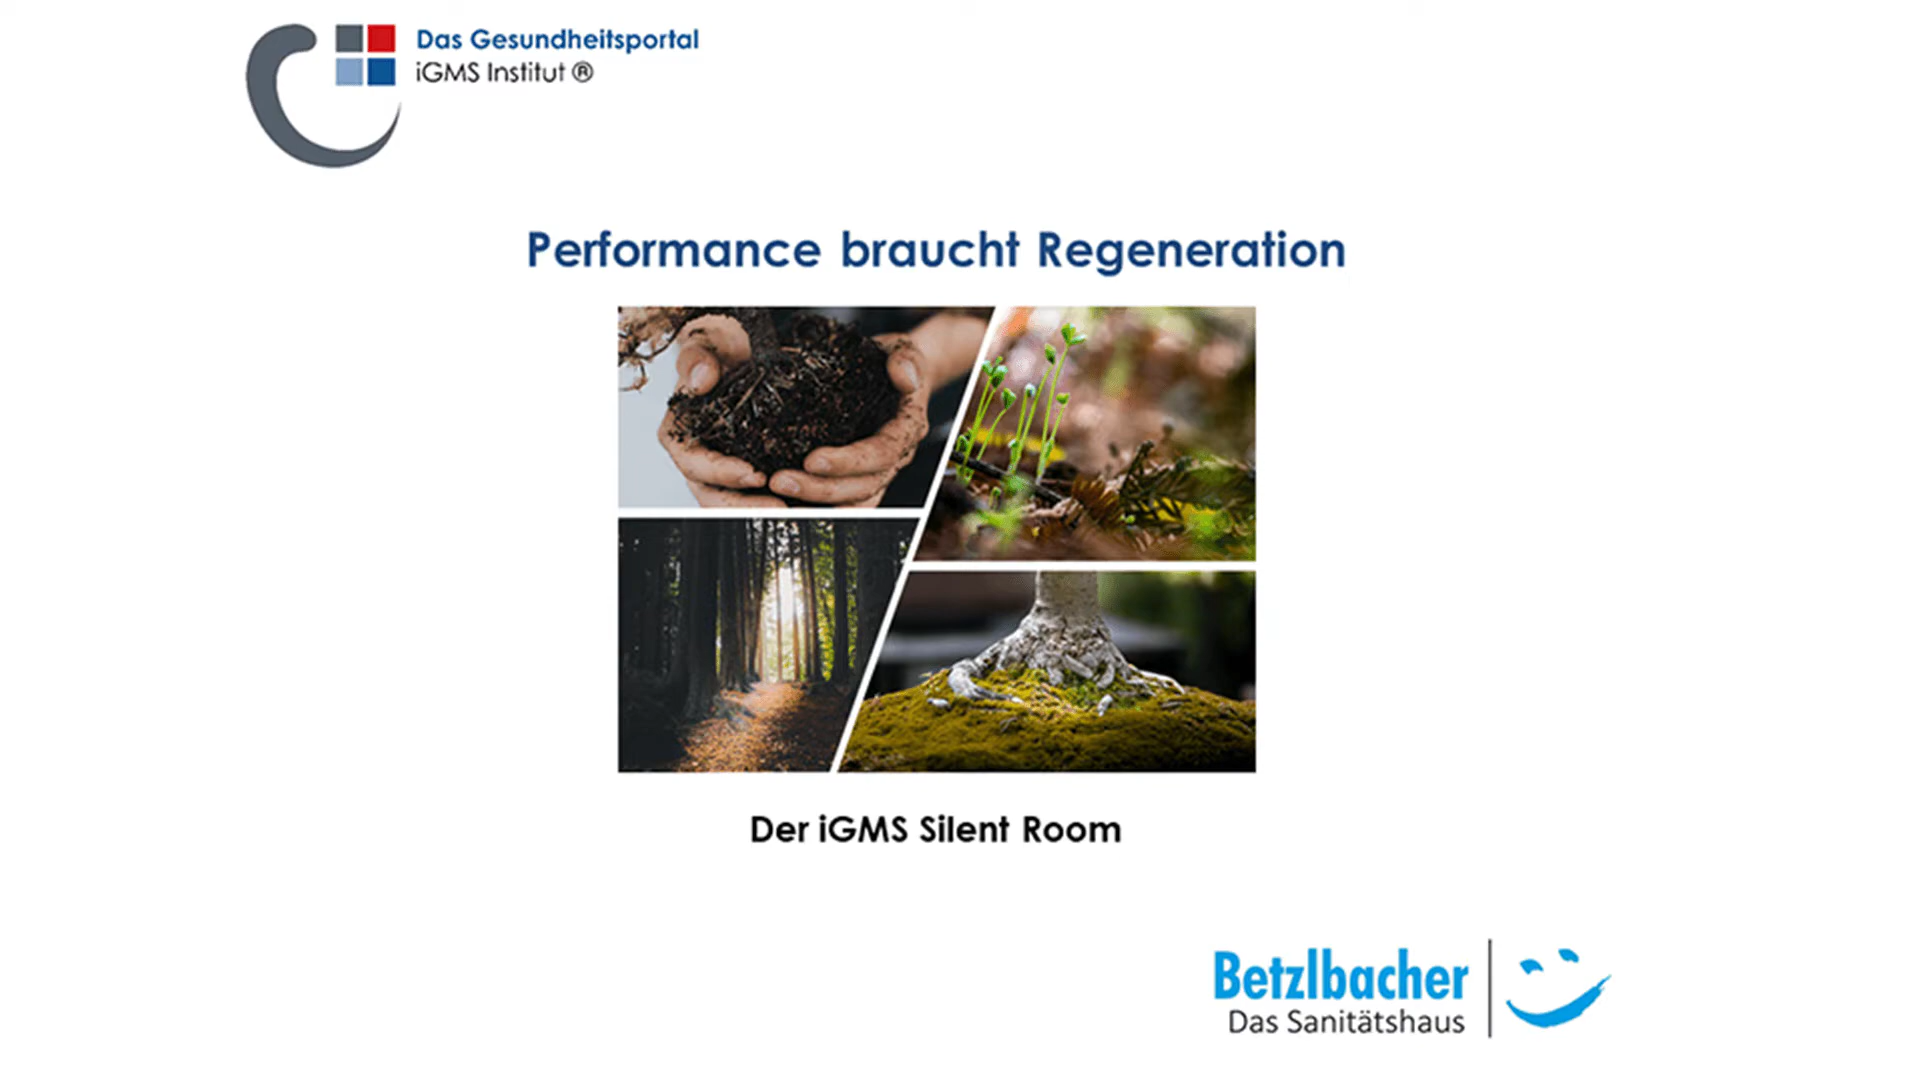 Das Gesundheitsportal
iGMS Institut ®
Performance braucht Regeneration
Der iGMS Silent Room
Betzlbacher
Das Sanitätshaus